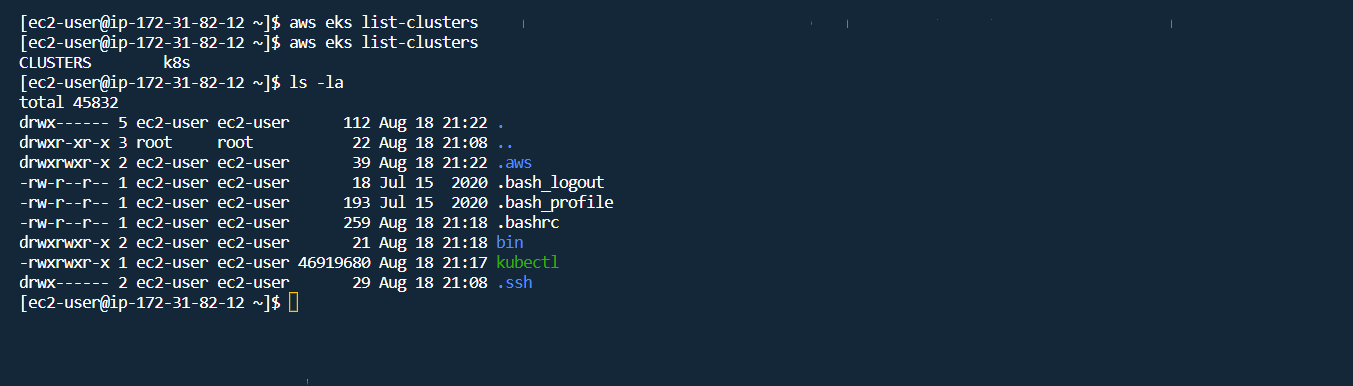 [ec2-user@ip-172-31-82-12 ~]$ aws eks list-clusters
[ec2-user@ip-172-31-82-12 ~]$ aws eks list-clusters
CLUSTERS        k8s
[ec2-user@ip-172-31-82-12 ~]$ ls -la
total 45832
drwx------ 5 ec2-user ec2-user      112 Aug 18 21:22 .
drwxr-xr-x 3 root     root           22 Aug 18 21:08 ..
drwxrwxr-x 2 ec2-user ec2-user       39 Aug 18 21:22 .aws
-rw-r--r-- 1 ec2-user ec2-user       18 Jul 15  2020 .bash_logout
-rw-r--r-- 1 ec2-user ec2-user      193 Jul 15  2020 .bash_profile
-rw-r--r-- 1 ec2-user ec2-user      259 Aug 18 21:18 .bashrc
drwxrwxr-x 2 ec2-user ec2-user       21 Aug 18 21:18 bin
-rwxrwxr-x 1 ec2-user ec2-user 46919680 Aug 18 21:17 kubectl
drwx------ 2 ec2-user ec2-user       29 Aug 18 21:08 .ssh
[ec2-user@ip-172-31-82-12 ~]$